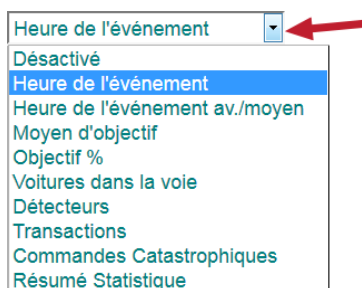 Heure de l'événement
Désactivé
Heure de l'événement
Heure de l'événement av./moyen
Moyen d'objectif
Objectif %
Voitures dans la voie
Détecteurs
Transactions
Commandes Catastrophiques
Résumé Statistique